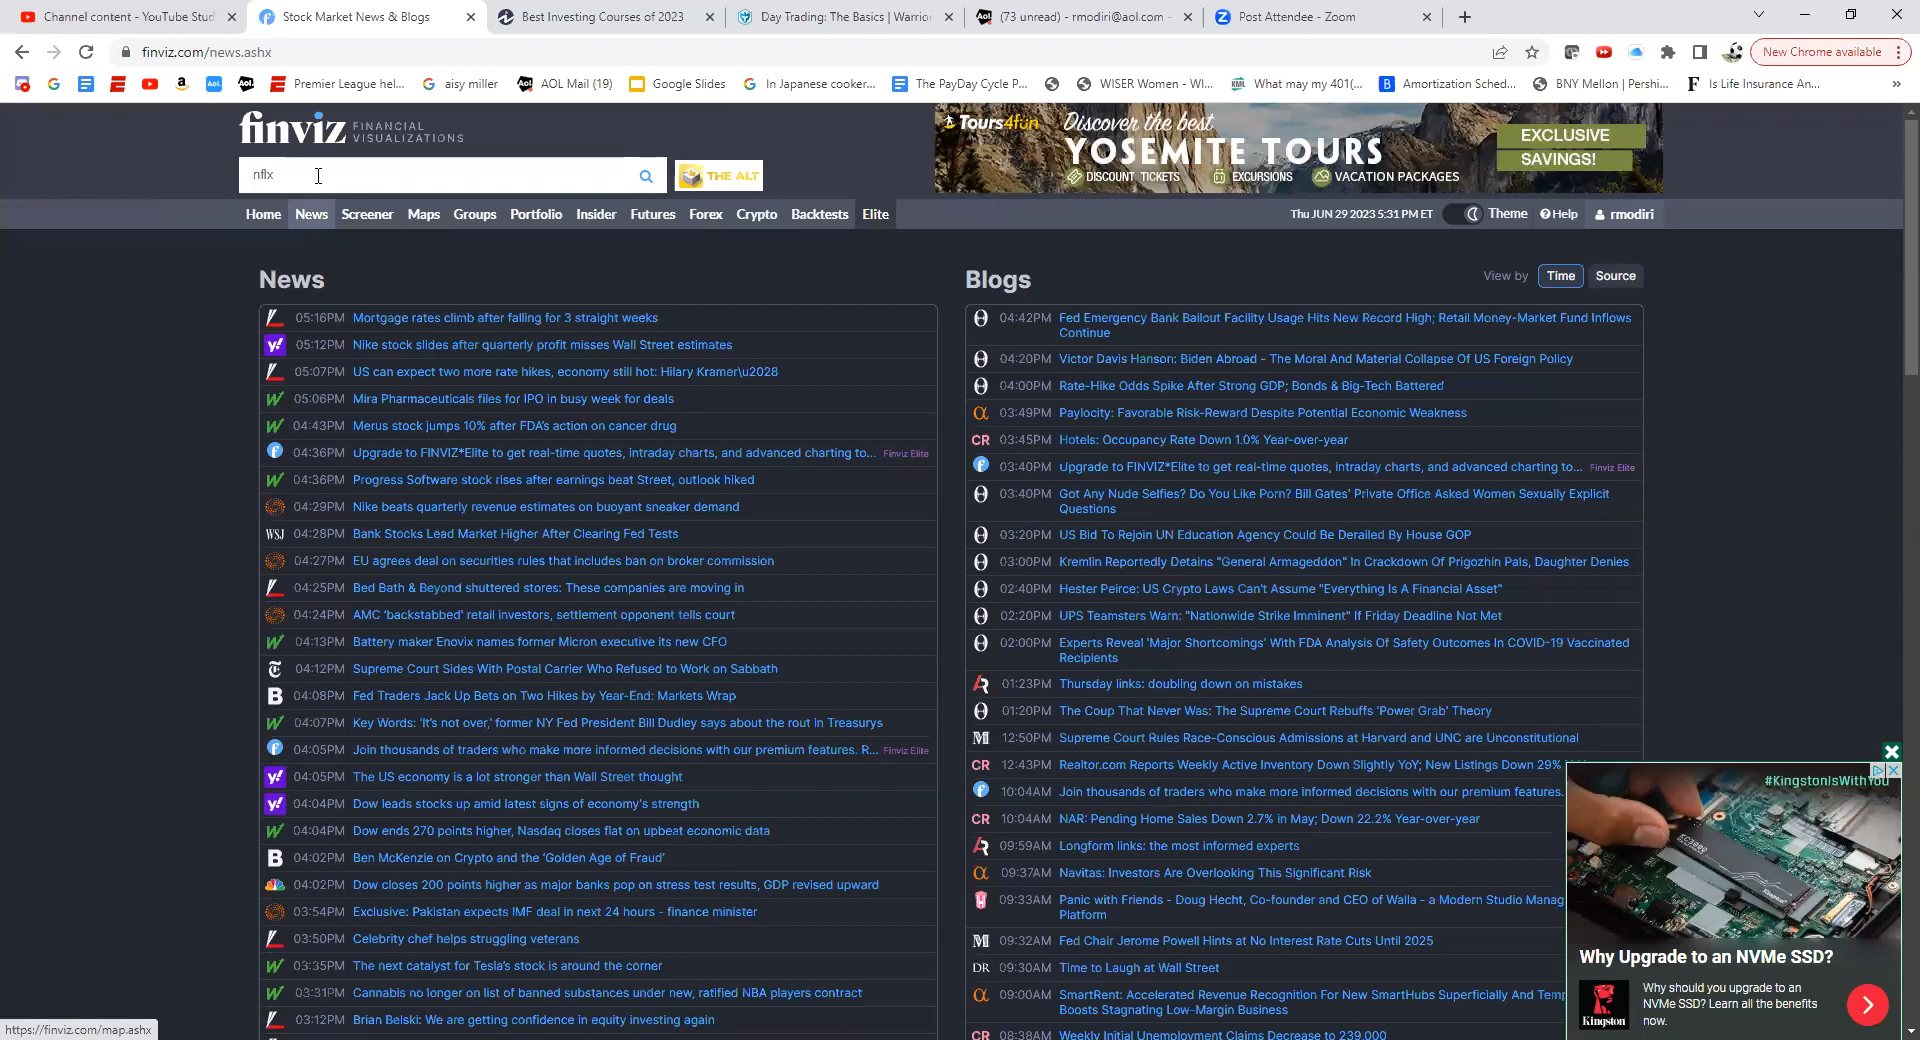 Channel content - YouTube Stud
Stock Market News & Blogs
Best Investing Courses of 2023
Day Trading: The Basics | Warrior
(73 unread) - rmodiri@aol.com -
Post Attendee - Zoom
finviz.com/news.ashx
New Chrome available
Premier League hel...
aisy miller
AOL Mail (19)
Google Slides
In Japanese cooker...
The PayDay Cycle P...
WISER Women - WI...
What may my 401(...
Amortization Sched...
BNY Mellon | Pershi...
Is Life Insurance An...
finviz FINANCIAL VISUALIZATIONS
Tours4fun
Discover the best
YOSEMITE TOURS
DISCOUNT TICKETS EXCURSIONS VACATION PACKAGES
EXCLUSIVE
SAVINGS!
nflx
THE ALT
Home News Screener Maps Groups Portfolio Insider Futures Forex Crypto Backtests Elite
Thu JUN 29 2023 5:31 PM ET Theme Help rmodiri
News
05:16PM Mortgage rates climb after falling for 3 straight weeks
05:12PM Nike stock slides after quarterly profit misses Wall Street estimates
05:07PM US can expect two more rate hikes, economy still hot: Hilary Kramer\u2028
05:06PM Mira Pharmaceuticals files for IPO in busy week for deals
04:43PM Merus stock jumps 10% after FDA's action on cancer drug
04:36PM Upgrade to FINVIZ*Elite to get real-time quotes, intraday charts, and advanced charting to... Finviz Elite
04:36PM Progress Software stock rises after earnings beat Street, outlook hiked
04:29PM Nike beats quarterly revenue estimates on buoyant sneaker demand
WSJ 04:28PM Bank Stocks Lead Market Higher After Clearing Fed Tests
04:27PM EU agrees deal on securities rules that includes ban on broker commission
04:25PM Bed Bath & Beyond shuttered stores: These companies are moving in
04:24PM AMC 'backstabbed' retail investors, settlement opponent tells court
04:13PM Battery maker Enovix names former Micron executive its new CFO
04:12PM Supreme Court Sides With Postal Carrier Who Refused to Work on Sabbath
04:08PM Fed Traders Jack Up Bets on Two Hikes by Year-End: Markets Wrap
04:07PM Key Words: 'It's not over,' former NY Fed President Bill Dudley says about the rout in Treasurys
04:05PM Join thousands of traders who make more informed decisions with our premium features. R... Finviz Elite
04:05PM The US economy is a lot stronger than Wall Street thought
04:04PM Dow leads stocks up amid latest signs of economy's strength
04:04PM Dow ends 270 points higher, Nasdaq closes flat on upbeat economic data
04:02PM Ben McKenzie on Crypto and the 'Golden Age of Fraud'
04:02PM Dow closes 200 points higher as major banks pop on stress test results, GDP revised upward
03:54PM Exclusive: Pakistan expects IMF deal in next 24 hours - finance minister
03:50PM Celebrity chef helps struggling veterans
03:35PM The next catalyst for Tesla's stock is around the corner
03:31PM Cannabis no longer on list of banned substances under new, ratified NBA players contract
03:12PM Brian Belski: We are getting confidence in equity investing again
https://finviz.com/map.ashx
Blogs
View by Time Source
04:42PM Fed Emergency Bank Bailout Facility Usage Hits New Record High; Retail Money-Market Fund Inflows
Continue
04:20PM Victor Davis Hanson: Biden Abroad - The Moral And Material Collapse Of US Foreign Policy
04:00PM Rate-Hike Odds Spike After Strong GDP; Bonds & Big-Tech Battered
03:49PM Paylocity: Favorable Risk-Reward Despite Potential Economic Weakness
CR 03:45PM Hotels: Occupancy Rate Down 1.0% Year-over-year
03:40PM Upgrade to FINVIZ*Elite to get real-time quotes, intraday charts, and advanced charting to... Finviz Elite
03:40PM Got Any Nude Selfies? Do You Like Porn? Bill Gates' Private Office Asked Women Sexually Explicit
Questions
03:20PM US Bid To Rejoin UN Education Agency Could Be Derailed By House GOP
03:00PM Kremlin Reportedly Detains "General Armageddon" In Crackdown Of Prigozhin Pals, Daughter Denies
02:40PM Hester Peirce: US Crypto Laws Can't Assume "Everything Is A Financial Asset"
02:20PM UPS Teamsters Warn: "Nationwide Strike Imminent" If Friday Deadline Not Met
02:00PM Experts Reveal 'Major Shortcomings' With FDA Analysis Of Safety Outcomes In COVID-19 Vaccinated
Recipients
01:23PM Thursday links: doubling down on mistakes
01:20PM The Coup That Never Was: The Supreme Court Rebuffs 'Power Grab' Theory
12:50PM Supreme Court Rules Race-Conscious Admissions at Harvard and UNC are Unconstitutional
CR 12:43PM Realtor.com Reports Weekly Active Inventory Down Slightly YoY; New Listings Down 29%
10:04AM Join thousands of traders who make more informed decisions with our premium features.
CR 10:04AM NAR: Pending Home Sales Down 2.7% in May; Down 22.2% Year-over-year
09:59AM Longform links: the most informed experts
09:37AM Navitas: Investors Are Overlooking This Significant Risk
09:33AM Panic with Friends - Doug Hecht, Co-founder and CEO of Walla - a Modern Studio Manag
Platform
09:32AM Fed Chair Jerome Powell Hints at No Interest Rate Cuts Until 2025
DR 09:30AM Time to Laugh at Wall Street
09:00AM SmartRent: Accelerated Revenue Recognition For New SmartHubs Superficially And Temp
Boosts Stagnating Low-Margin Business
CR 08:38AM Weekly Initial Unemployment Claims Decrease to 239,000
#KingstonIsWithYou
Why Upgrade to an NVMe SSD?
Kingston
Why should you upgrade to an
NVMe SSD? Learn all the benefits
now.